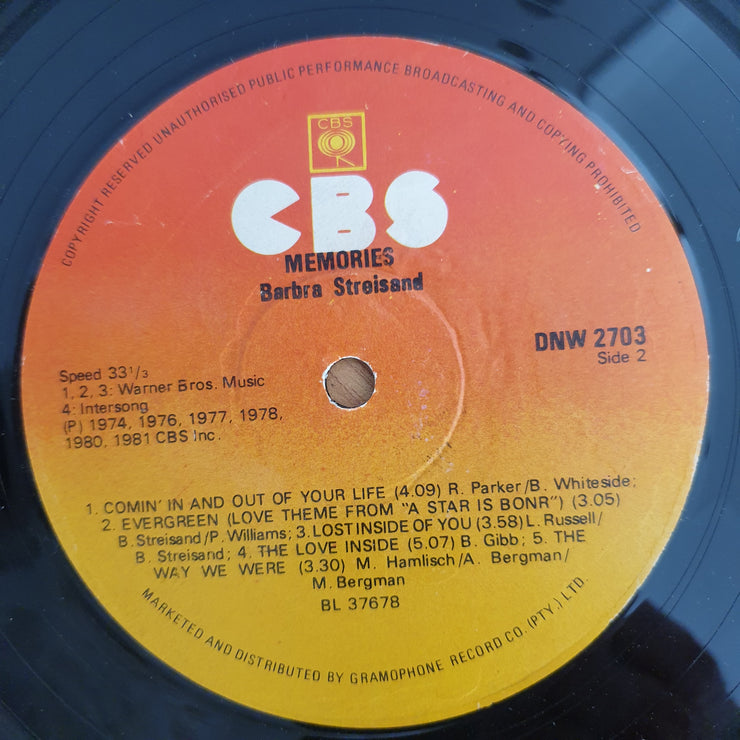 COPYRIGHT RESERVED UNAUTHORISED PUBLIC PERFORMANCE BROADCASTING AND COPYING PROHIBITED
CBS
CBS
MEMORIES
Barbra Streisand
DNW 2703
Side 2
Speed 33 1/3
1, 2, 3: Warner Bros. Music
4: Intersong
(P) 1974, 1976, 1977, 1978,
1980, 1981 CBS Inc.
1. COMIN' IN AND OUT OF YOUR LIFE (4.09) R. Parker/B. Whiteside;
2. EVERGREEN (LOVE THEME FROM "A STAR IS BONR") (3.05)
B. Streisand/P. Williams; 3. LOST INSIDE OF YOU (3.58) L. Russell/
B. Streisand; 4. THE LOVE INSIDE (5.07) B. Gibb; 5. THE
WAY WE WERE (3.30) M. Hamlisch/A. Bergman/
M. Bergman
BL 37678
MARKETED AND DISTRIBUTED BY GRAMOPHONE RECORD CO. (PTY.) LTD.